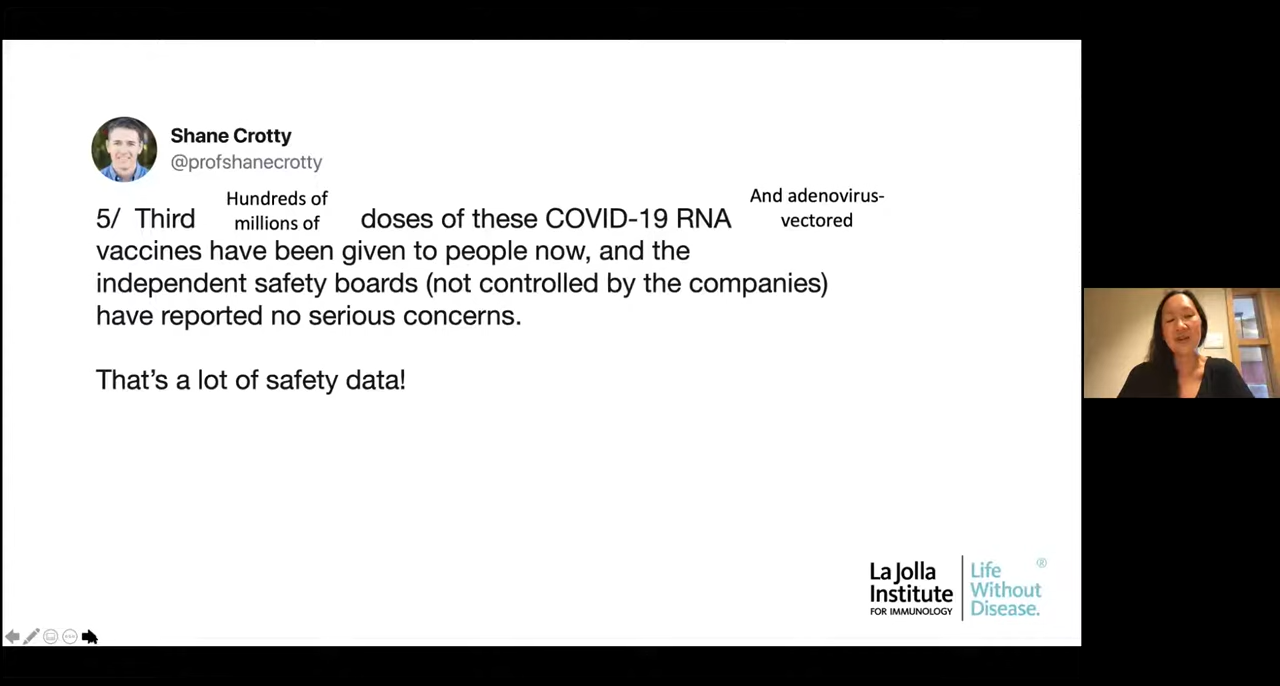 Shane Crotty
@profshanecrotty
Hundreds of
millions of
And adenovirus-
vectored
5/ Third doses of these COVID-19 RNA
vaccines have been given to people now, and the
independent safety boards (not controlled by the companies)
have reported no serious concerns.
That's a lot of safety data!
La Jolla
Institute
FOR IMMUNOLOGY
Life
Without
Disease.
®